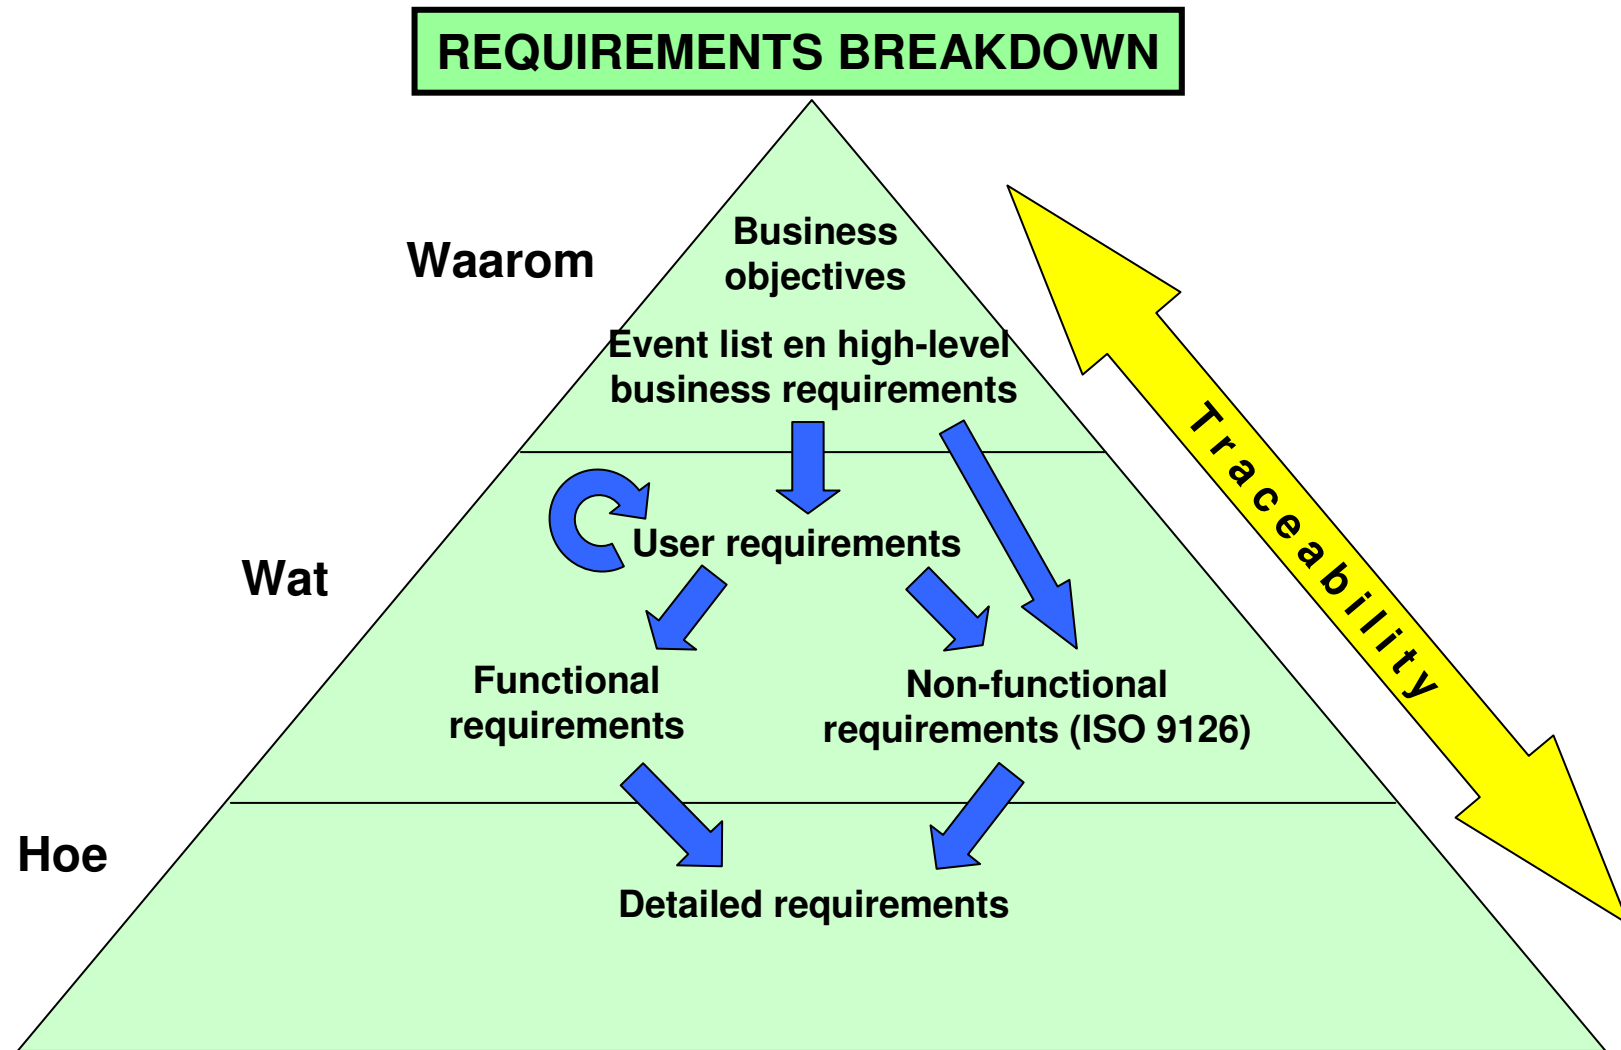 REQUIREMENTS BREAKDOWN
Waarom
Business
objectives
Event list en high-level
business requirements
Traceability
Wat
User requirements
Functional
requirements
Non-functional
requirements (ISO 9126)
Hoe
Detailed requirements